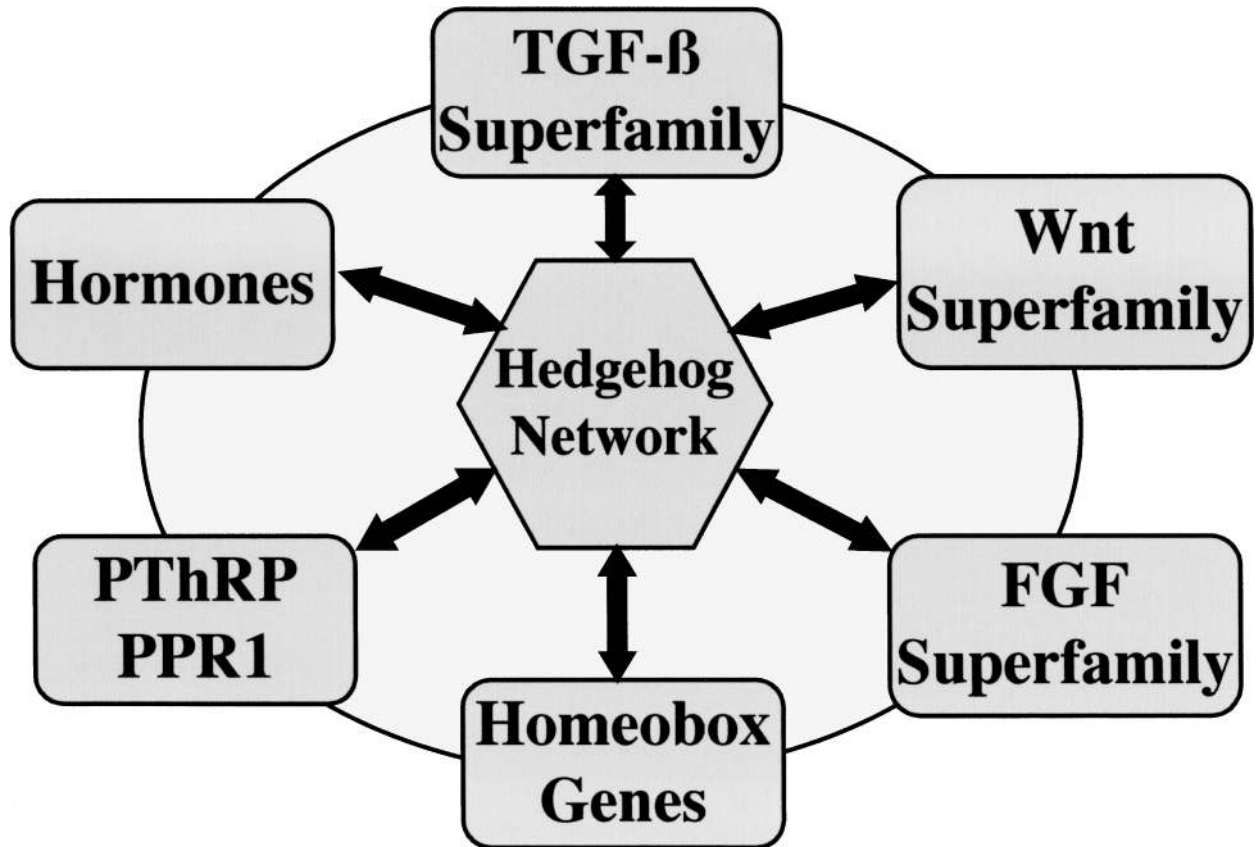 TGF-ß
Superfamily
Wnt
Superfamily
Hormones
Hedgehog
Network
PThRP
PPR1
FGF
Superfamily
Homeobox
Genes